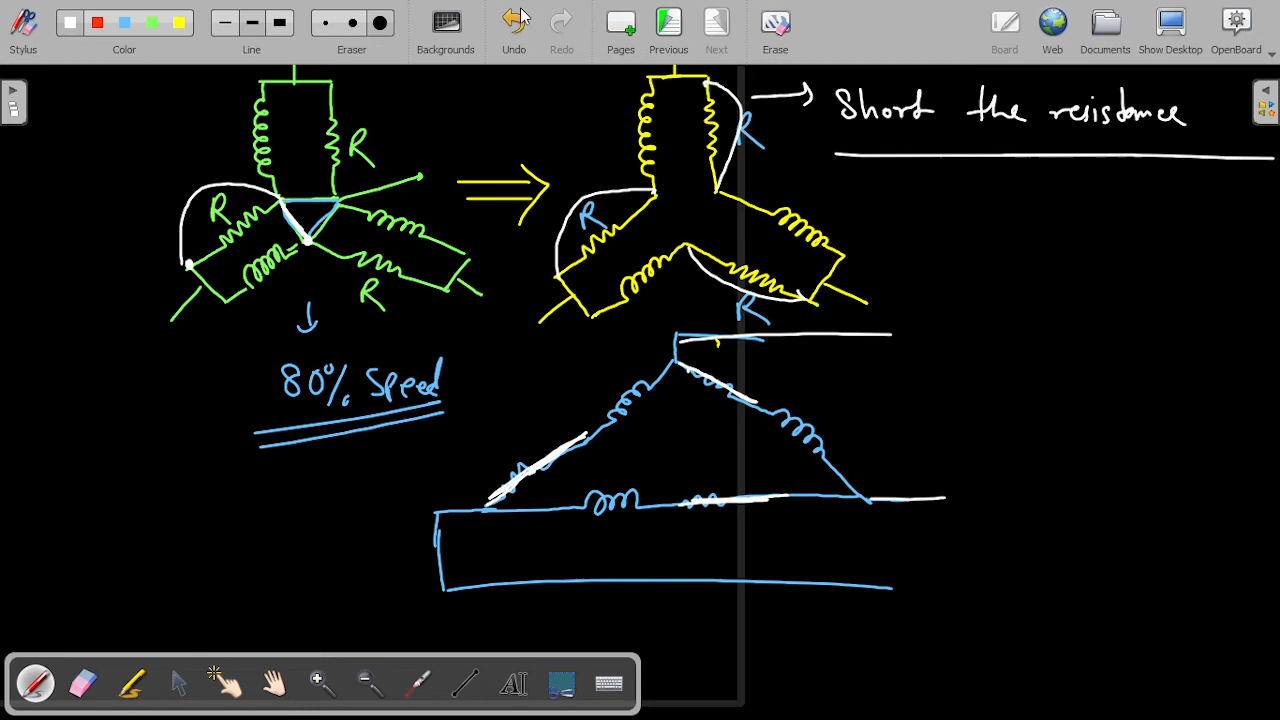 Stylus
Color
Line
Eraser
Backgrounds
Undo
Redo
Pages
Previous
Next
Erase
Board
Web
Documents
Show Desktop
OpenBoard
Short the resistance
R
R
R
R
R
R
80% Speed
AI